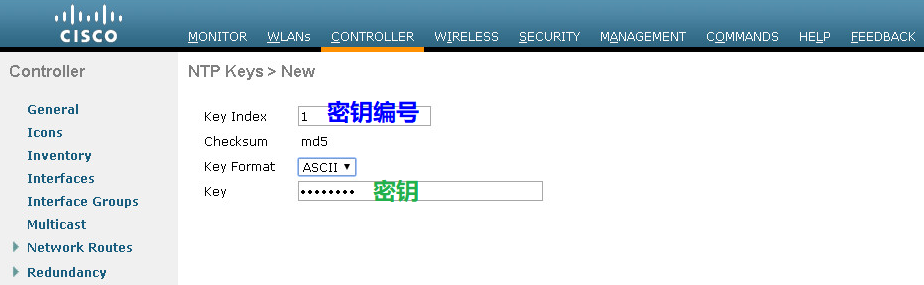 CISCO
MONITOR WLANs CONTROLLER WIRELESS SECURITY MANAGEMENT COMMANDS HELP FEEDBACK
Controller
NTP Keys > New
General
Icons
Inventory
Interfaces
Interface Groups
Multicast
Network Routes
Redundancy
Key Index 1 密钥编号
Checksum md5
Key Format ASCII
Key •••••••• 密钥